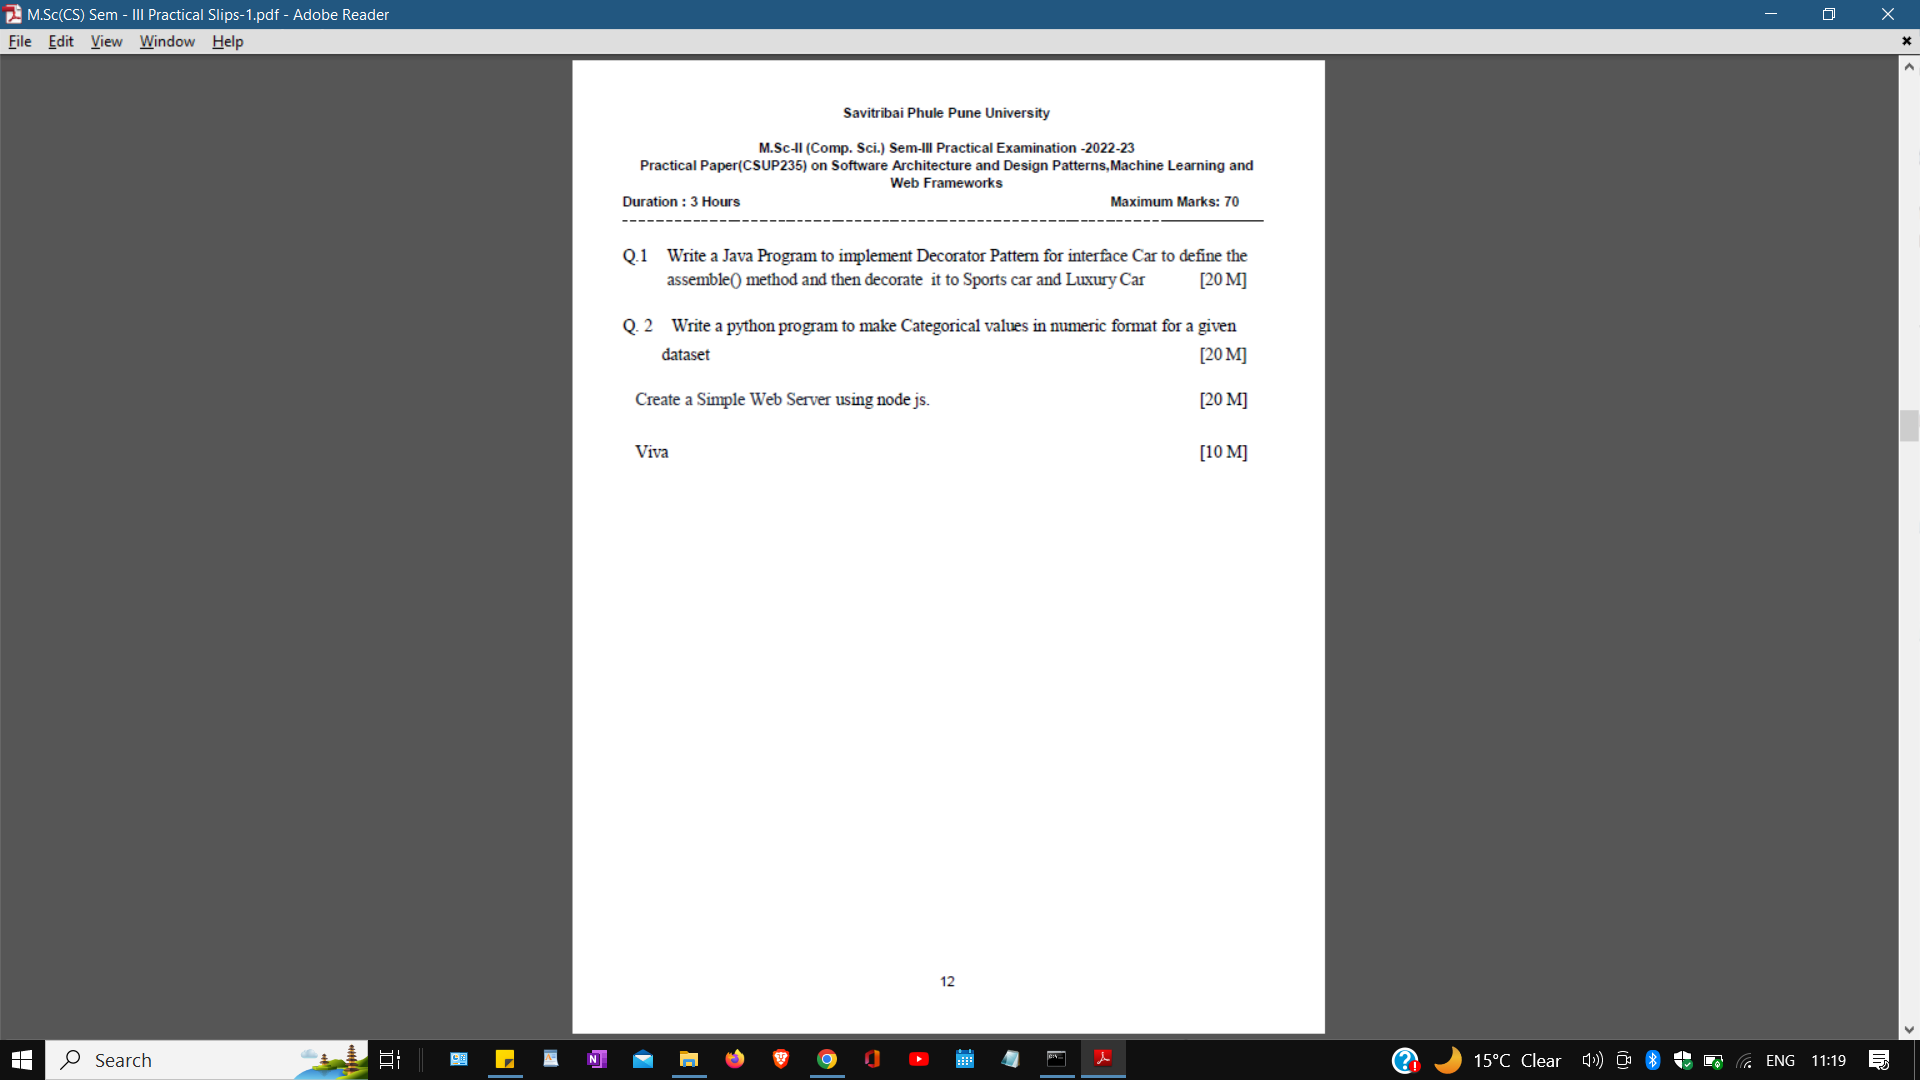 M.Sc(CS) Sem - III Practical Slips-1.pdf - Adobe Reader
File Edit View Window Help
Savitribai Phule Pune University
M.Sc-II (Comp. Sci.) Sem-III Practical Examination -2022-23
Practical Paper(CSUP235) on Software Architecture and Design Patterns,Machine Learning and
Web Frameworks
Duration : 3 Hours Maximum Marks: 70
Q.1 Write a Java Program to implement Decorator Pattern for interface Car to define the
assemble() method and then decorate it to Sports car and Luxury Car [20 M]
Q. 2 Write a python program to make Categorical values in numeric format for a given
dataset [20 M]
Create a Simple Web Server using node js. [20 M]
Viva [10 M]
12
Search 15°C Clear ENG 11:19